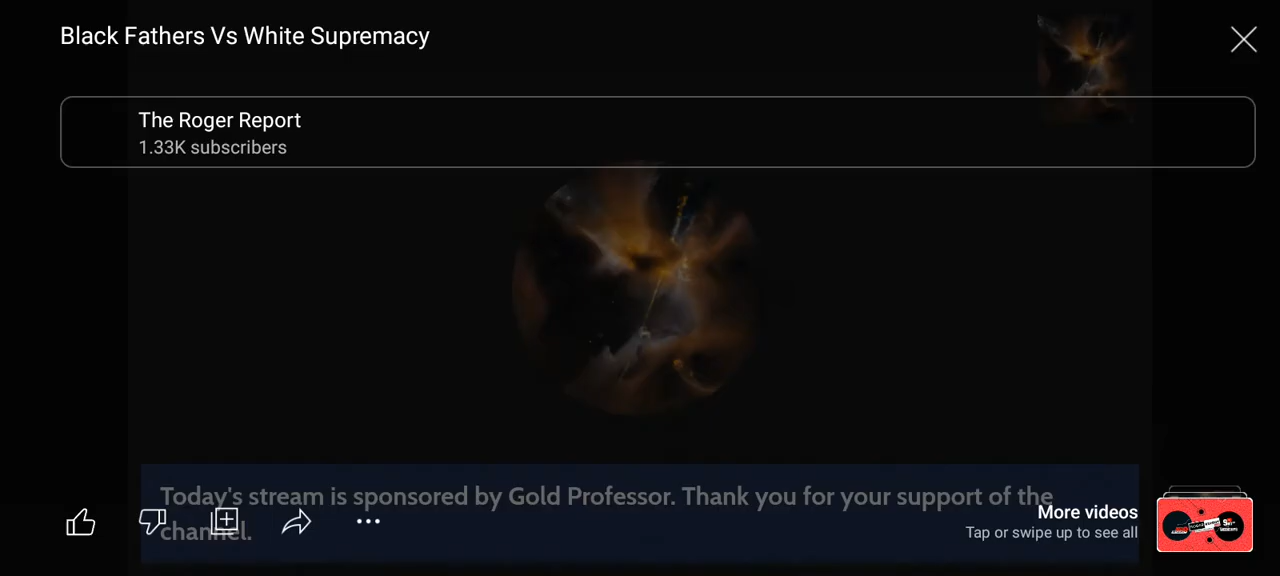 Black Fathers Vs White Supremacy
The Roger Report
1.33K subscribers
Today's stream is sponsored by Gold Professor. Thank you for your support of the
channel.
More videos
Tap or swipe up to see all